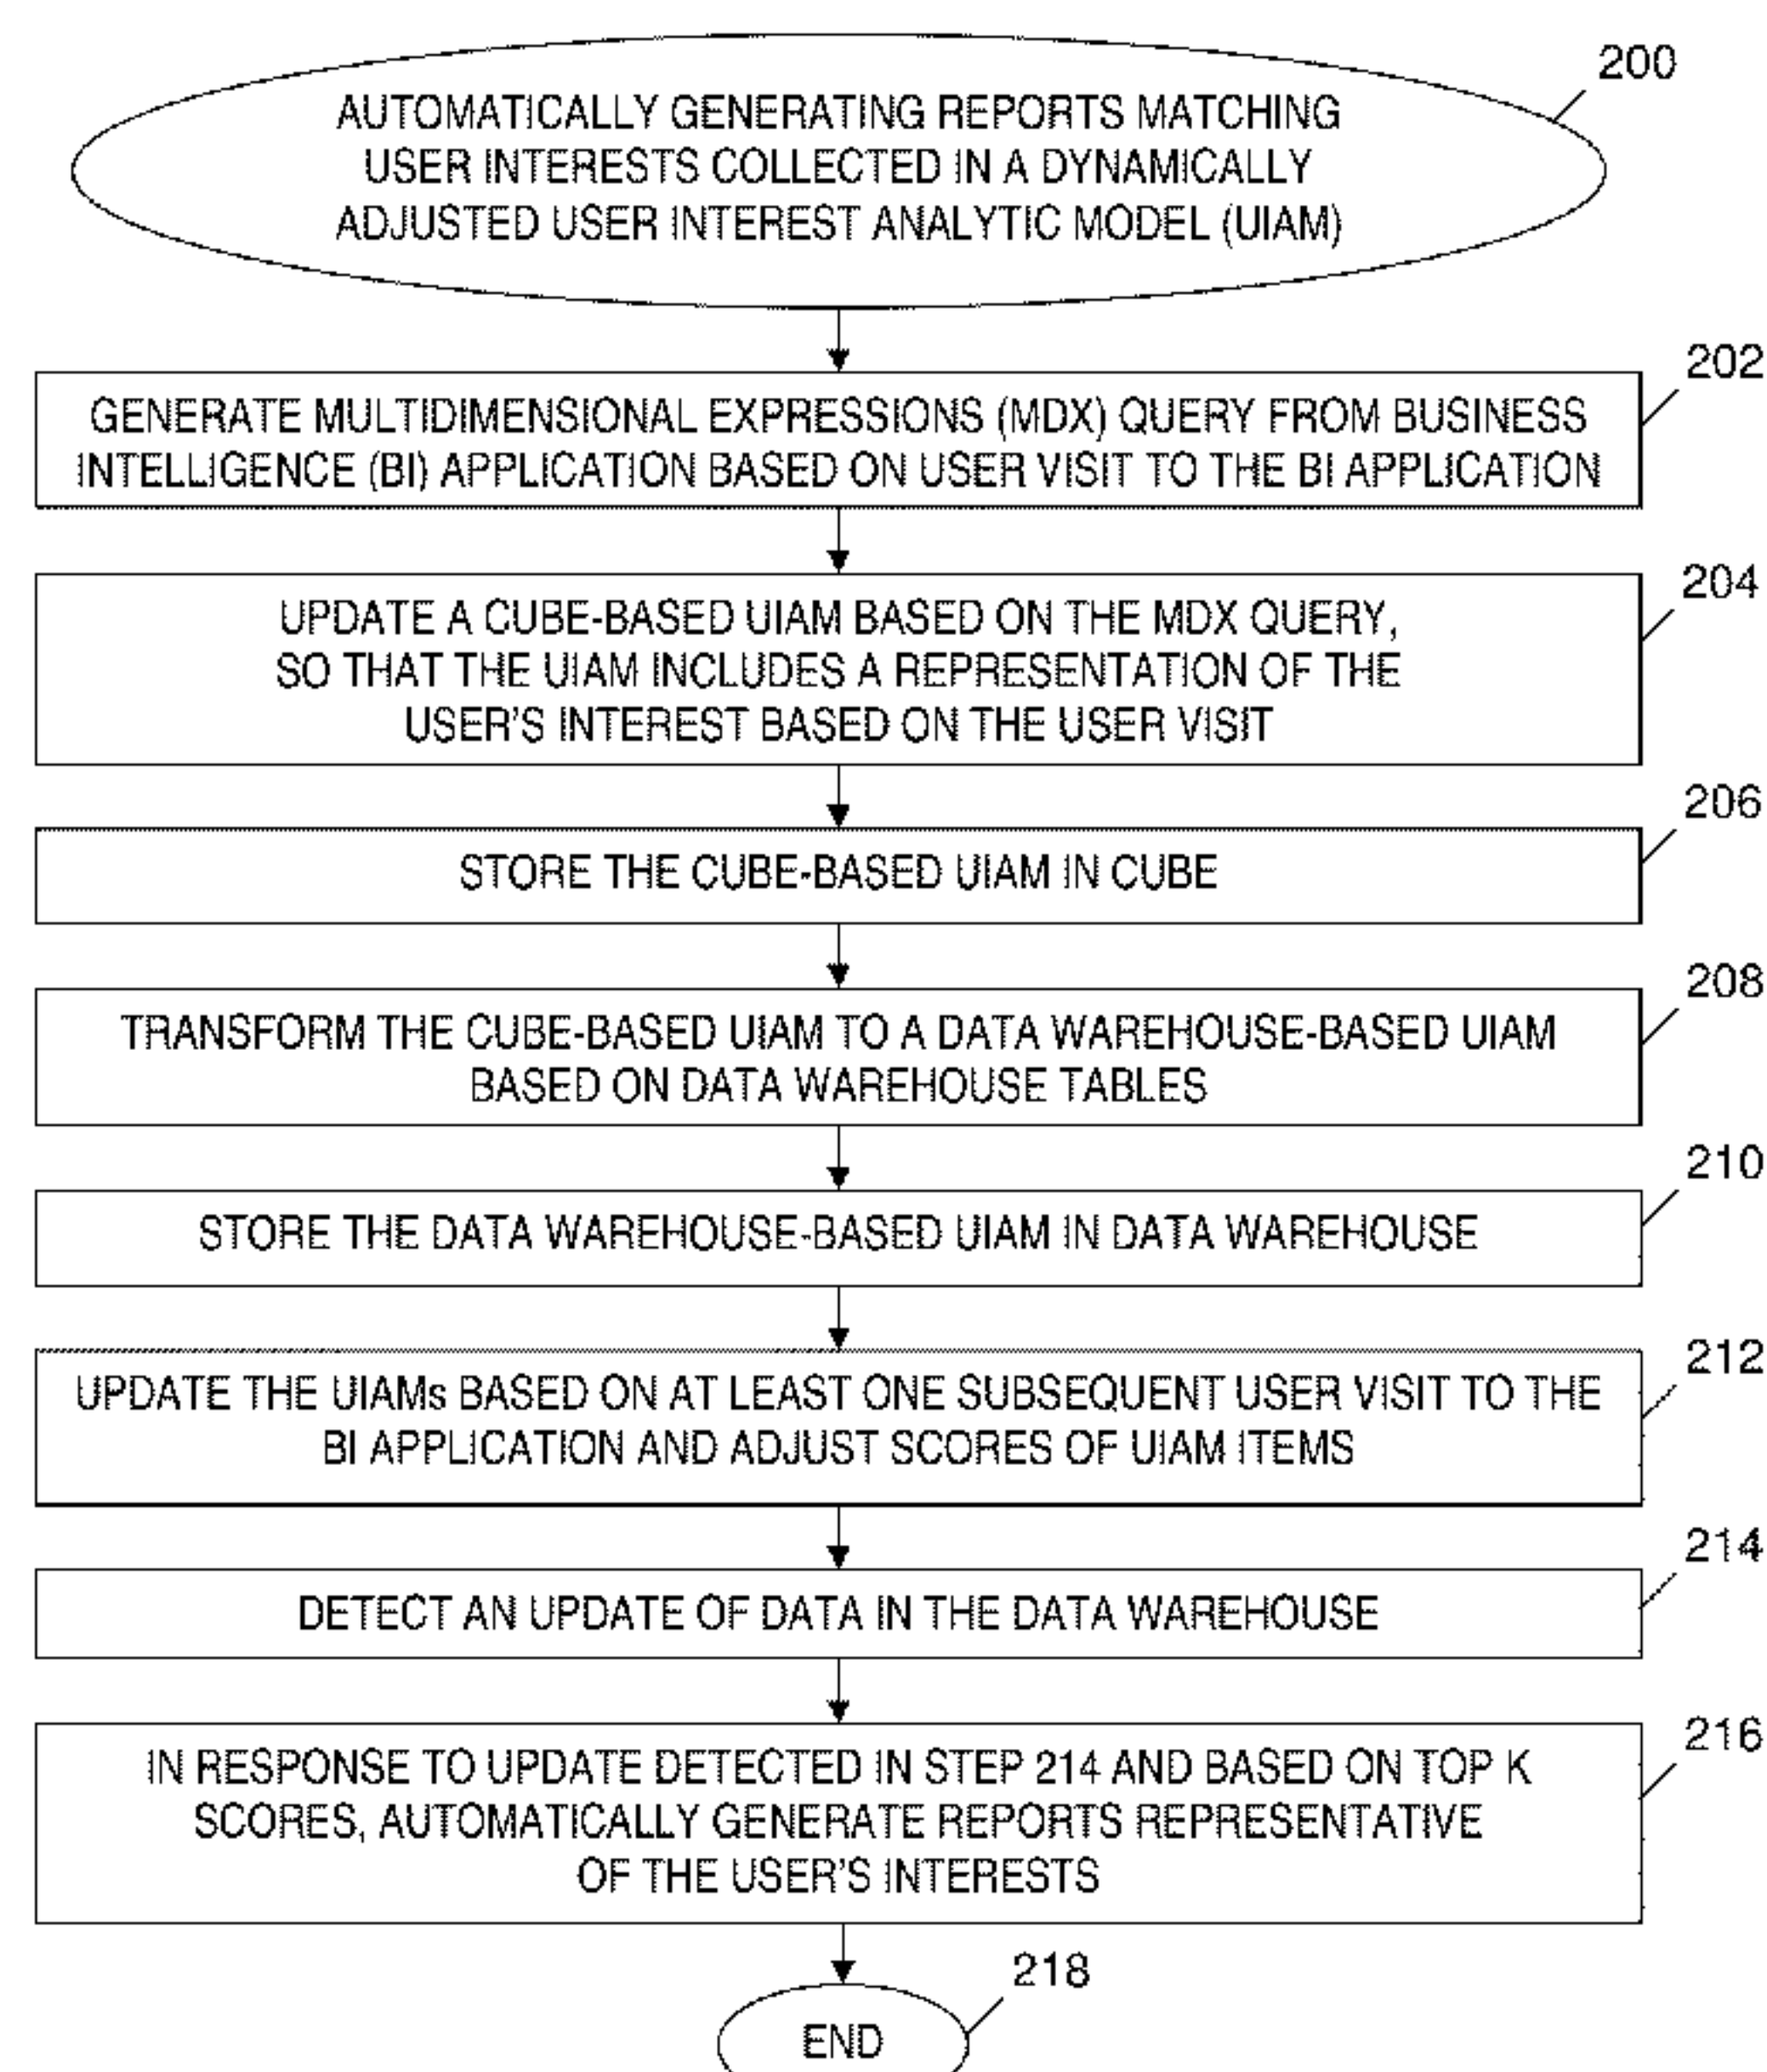 200
AUTOMATICALLY GENERATING REPORTS MATCHING
USER INTERESTS COLLECTED IN A DYNAMICALLY
ADJUSTED USER INTEREST ANALYTIC MODEL (UIAM)
202
GENERATE MULTIDIMENSIONAL EXPRESSIONS (MDX) QUERY FROM BUSINESS
INTELLIGENCE (BI) APPLICATION BASED ON USER VISIT TO THE BI APPLICATION
204
UPDATE A CUBE-BASED UIAM BASED ON THE MDX QUERY,
SO THAT THE UIAM INCLUDES A REPRESENTATION OF THE
USER'S INTEREST BASED ON THE USER VISIT
206
STORE THE CUBE-BASED UIAM IN CUBE
208
TRANSFORM THE CUBE-BASED UIAM TO A DATA WAREHOUSE-BASED UIAM
BASED ON DATA WAREHOUSE TABLES
210
STORE THE DATA WAREHOUSE-BASED UIAM IN DATA WAREHOUSE
212
UPDATE THE UIAMs BASED ON AT LEAST ONE SUBSEQUENT USER VISIT TO THE
BI APPLICATION AND ADJUST SCORES OF UIAM ITEMS
214
DETECT AN UPDATE OF DATA IN THE DATA WAREHOUSE
216
IN RESPONSE TO UPDATE DETECTED IN STEP 214 AND BASED ON TOP K
SCORES, AUTOMATICALLY GENERATE REPORTS REPRESENTATIVE
OF THE USER'S INTERESTS
218
END